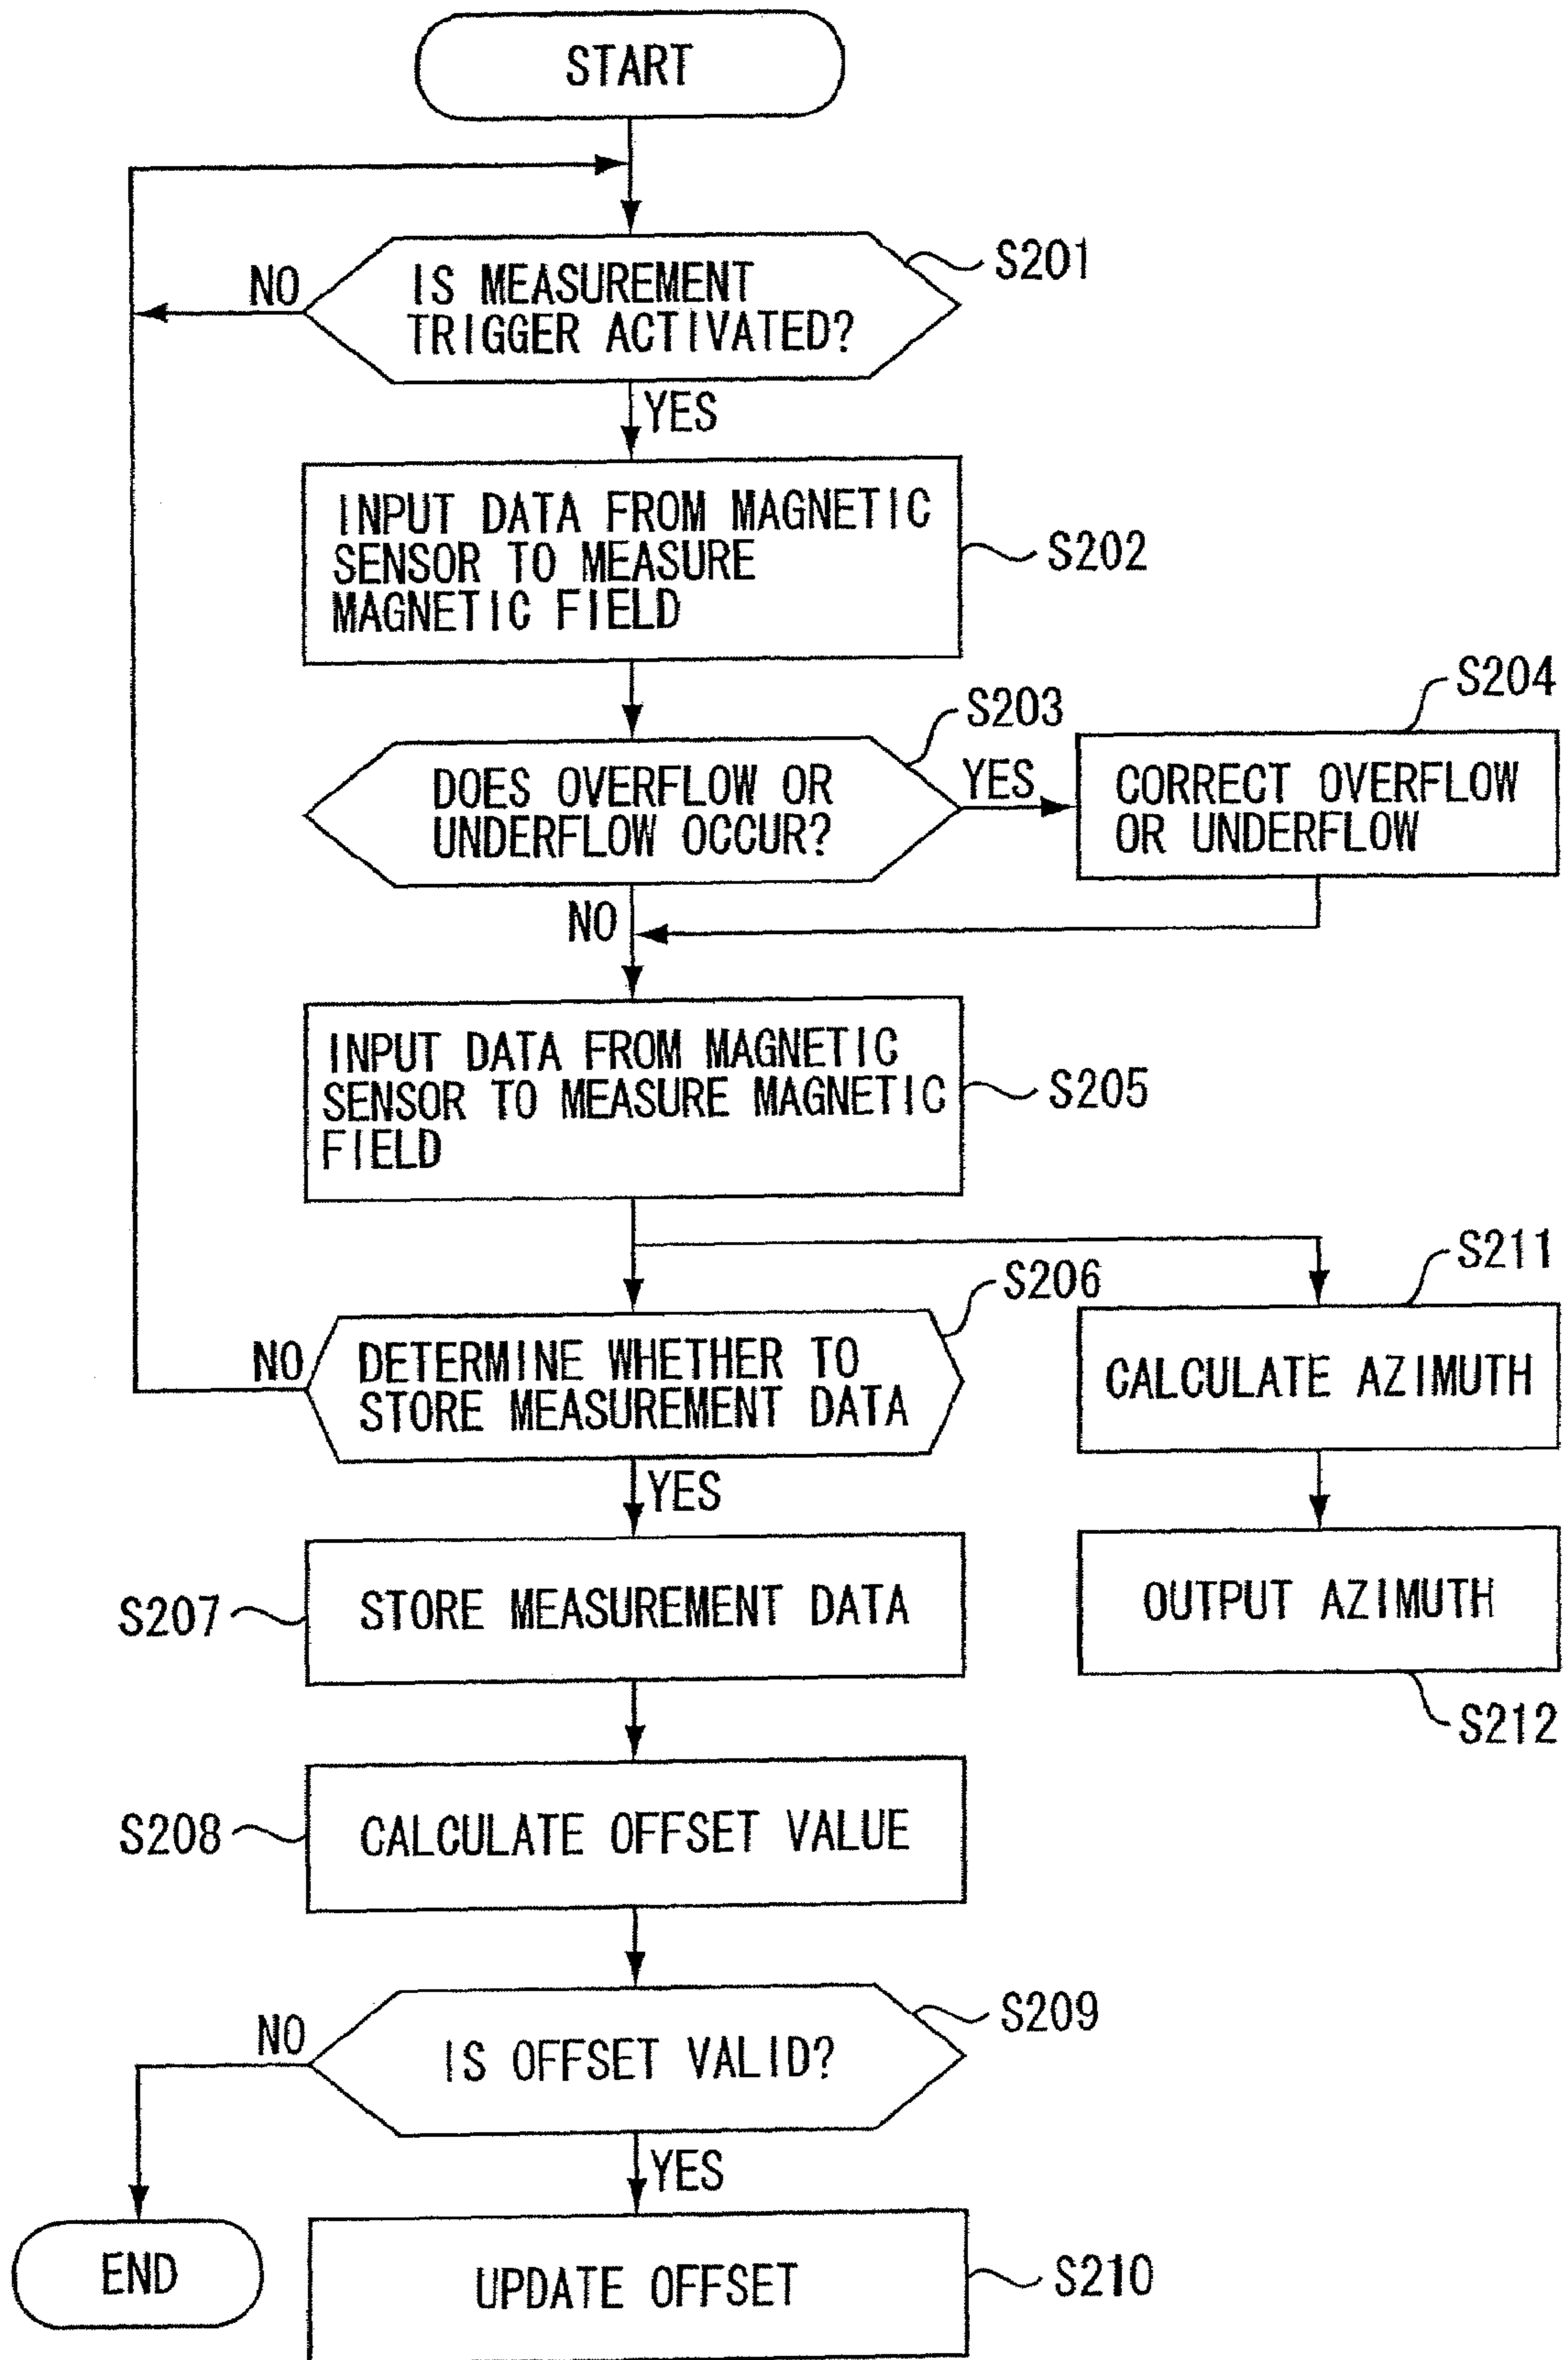 START
NO
IS MEASUREMENT
TRIGGER ACTIVATED?
S201
YES
INPUT DATA FROM MAGNETIC
SENSOR TO MEASURE
MAGNETIC FIELD
S202
S203
S204
DOES OVERFLOW OR
UNDERFLOW OCCUR?
YES
CORRECT OVERFLOW
OR UNDERFLOW
NO
INPUT DATA FROM MAGNETIC
SENSOR TO MEASURE MAGNETIC
FIELD
S205
S206
S211
NO
DETERMINE WHETHER TO
STORE MEASUREMENT DATA
CALCULATE AZIMUTH
YES
S207
STORE MEASUREMENT DATA
OUTPUT AZIMUTH
S212
S208
CALCULATE OFFSET VALUE
NO
IS OFFSET VALID?
S209
YES
END
UPDATE OFFSET
S210